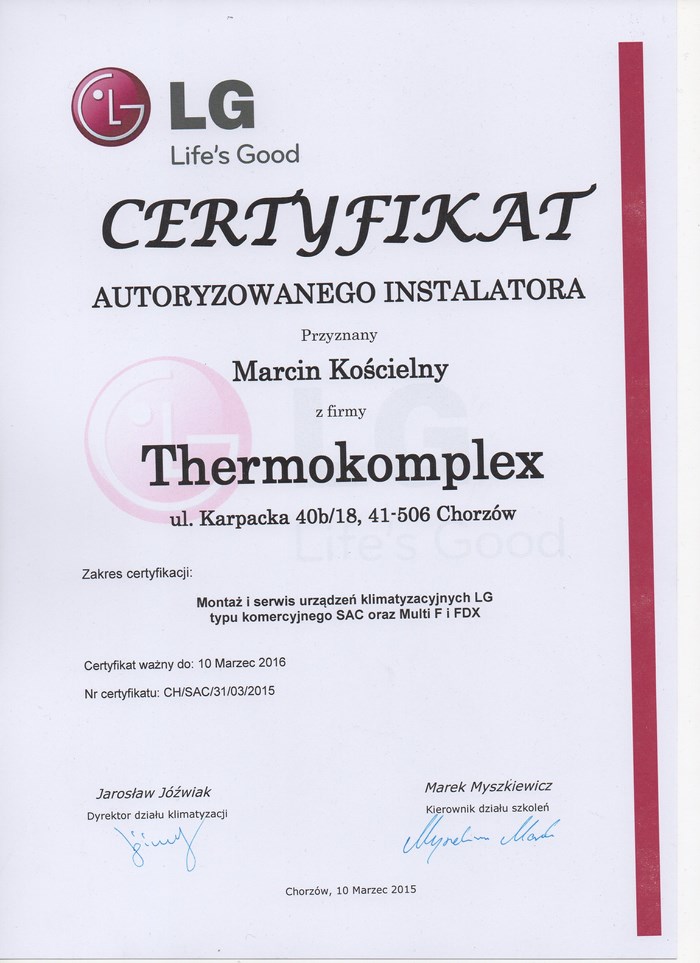 LG
Life's Good
CERTYFIKAT
AUTORYZOWANEGO INSTALATORA
Przyznany
Marcin Kościelny
z firmy
Thermokomplex
ul. Karpacka 40b/18, 41-506 Chorzów
LG
Life's Good
Zakres certyfikacji:
Montaż i serwis urządzeń klimatyzacyjnych LG
typu komercyjnego SAC oraz Multi F i FDX
Certyfikat ważny do: 10 Marzec 2016
Nr certyfikatu: CH/SAC/31/03/2015
Jarosław Jóźwiak
Dyrektor działu klimatyzacji
Marek Myszkiewicz
Kierownik działu szkoleń
Chorzów, 10 Marzec 2015